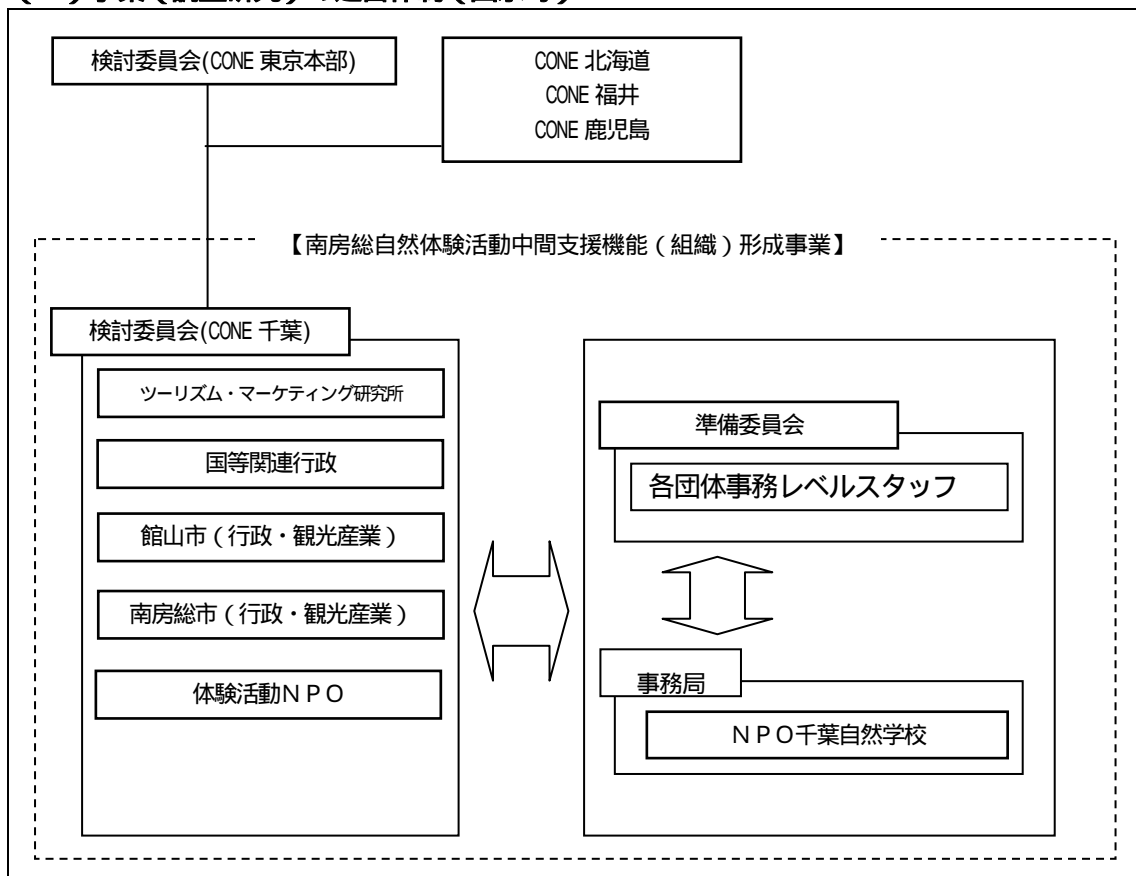 検討委員会(CONE 東京本部)
CONE 北海道
CONE 福井
CONE 鹿児島
【南房総自然体験活動中間支援機能（組織）形成事業】
検討委員会(CONE 千葉)
ツーリズム・マーケティング研究所
国等関連行政
館山市（行政・観光産業）
南房総市（行政・観光産業）
体験活動ＮＰＯ
準備委員会
各団体事務レベルスタッフ
事務局
ＮＰＯ千葉自然学校